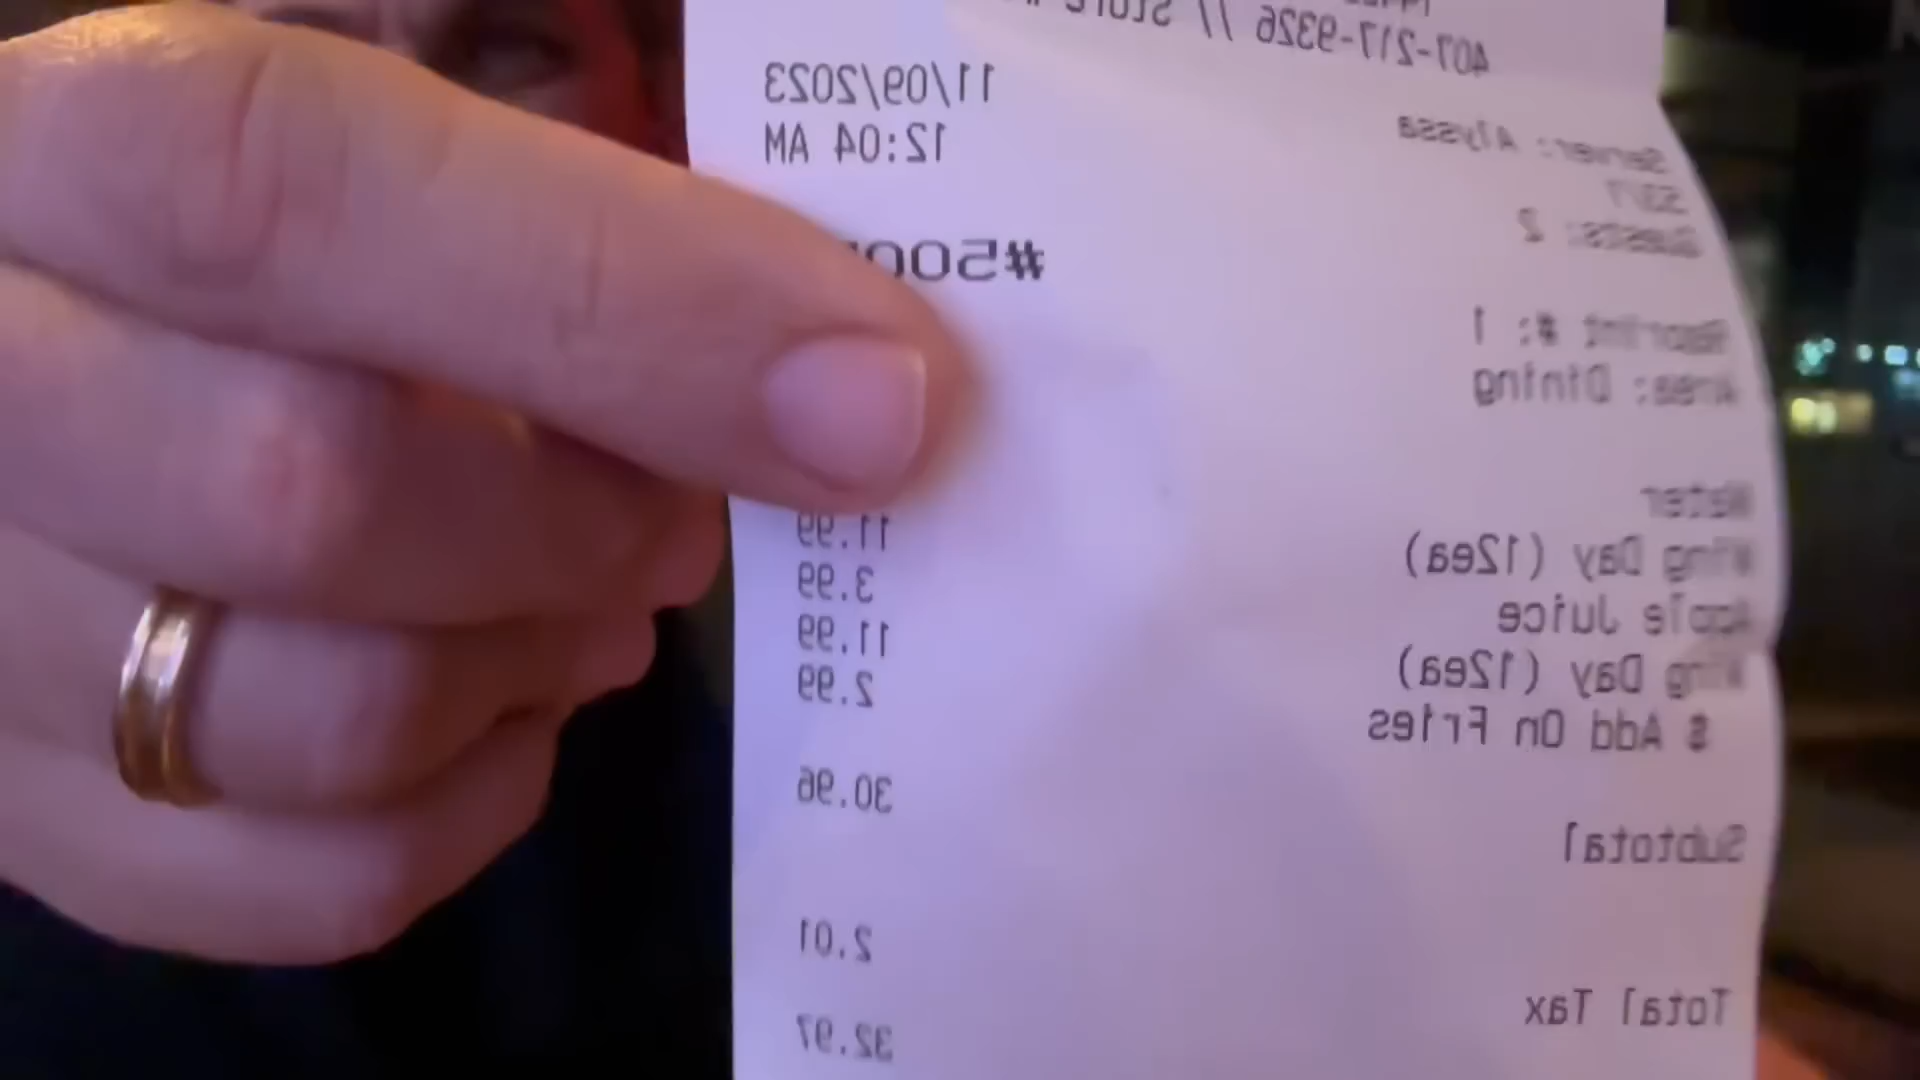 407-217-9326 // Store
Server: Alyssa 11/09/2023
12:04 AM
Guests: 2
#500
Reprint #: 1
Area: Dining
Water
Wing Day (12ea) 11.99
Apple Juice 3.99
Wing Day (12ea) 11.99
$ Add On Fries 2.99
Subtotal 30.96
Total Tax 2.01
32.97